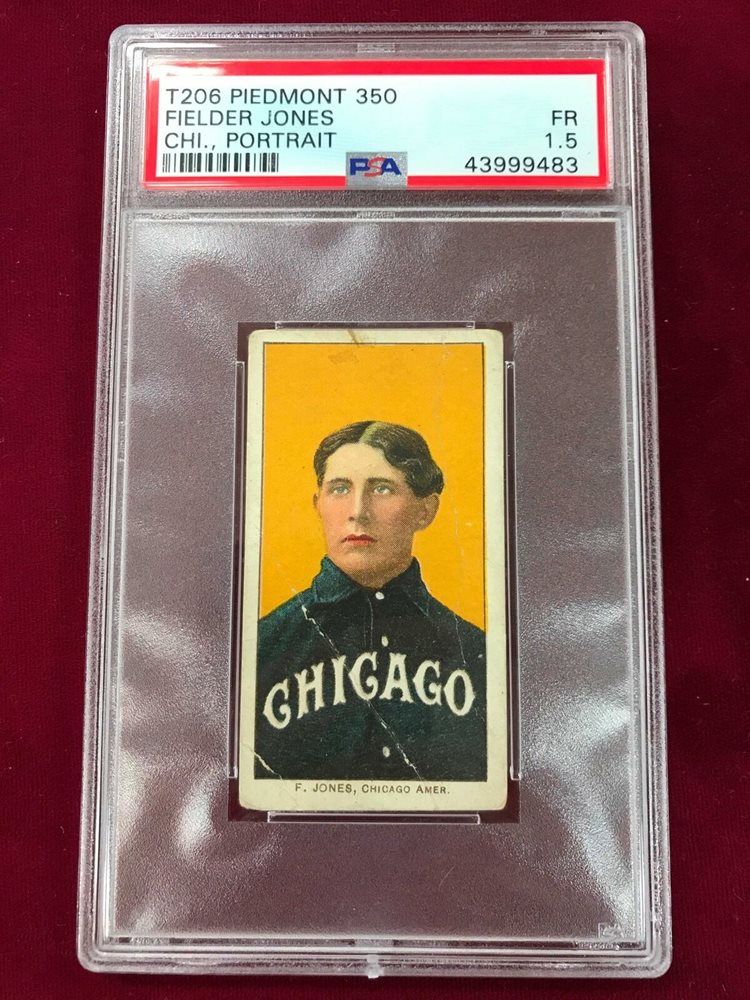 T206 PIEDMONT 350
FIELDER JONES FR
CHI., PORTRAIT 1.5
PSA 43999483
CHICAGO
F. JONES, CHICAGO AMER.